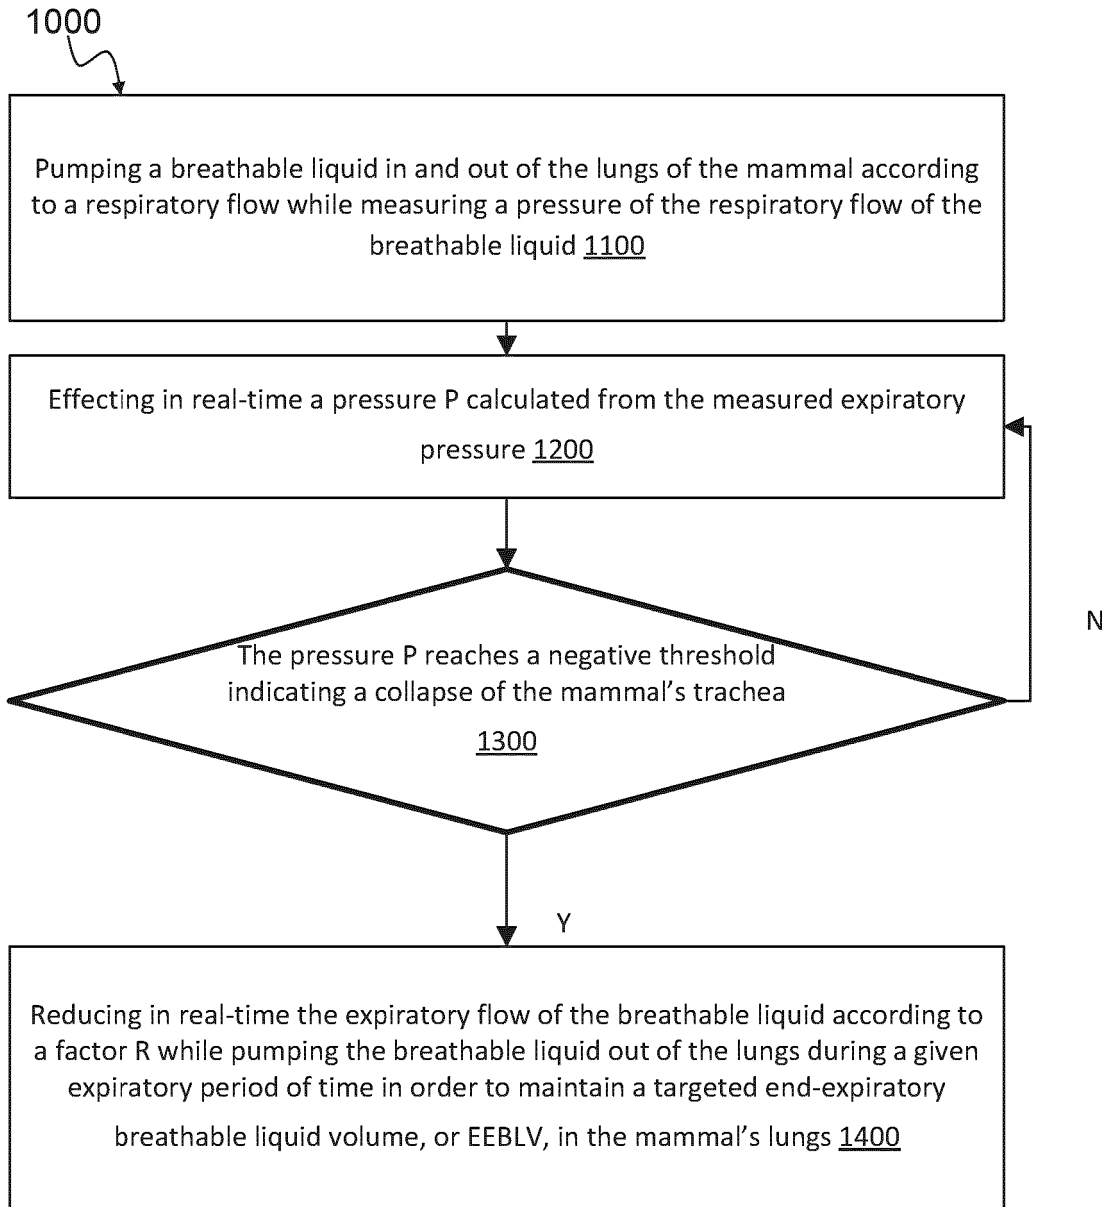 1000
Pumping a breathable liquid in and out of the lungs of the mammal according
to a respiratory flow while measuring a pressure of the respiratory flow of the
breathable liquid 1100
Effecting in real-time a pressure P calculated from the measured expiratory
pressure 1200
N
The pressure P reaches a negative threshold
indicating a collapse of the mammal's trachea
1300
Y
Reducing in real-time the expiratory flow of the breathable liquid according to
a factor R while pumping the breathable liquid out of the lungs during a given
expiratory period of time in order to maintain a targeted end-expiratory
breathable liquid volume, or EEBLV, in the mammal's lungs 1400